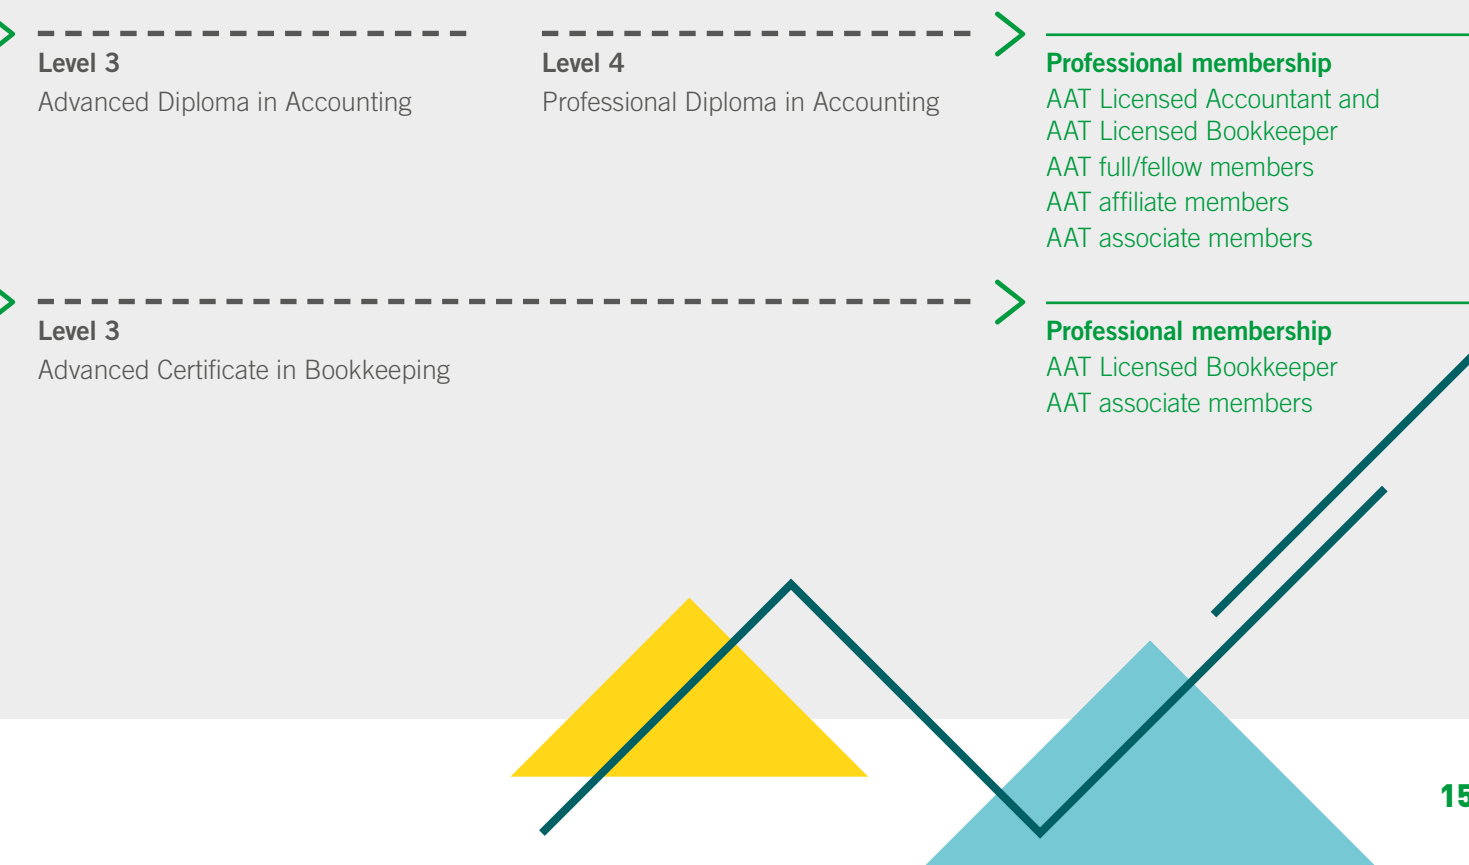 Level 3
Advanced Diploma in Accounting
Level 4
Professional Diploma in Accounting
Professional membership
AAT Licensed Accountant and
AAT Licensed Bookkeeper
AAT full/fellow members
AAT affiliate members
AAT associate members
Level 3
Advanced Certificate in Bookkeeping
Professional membership
AAT Licensed Bookkeeper
AAT associate members
15